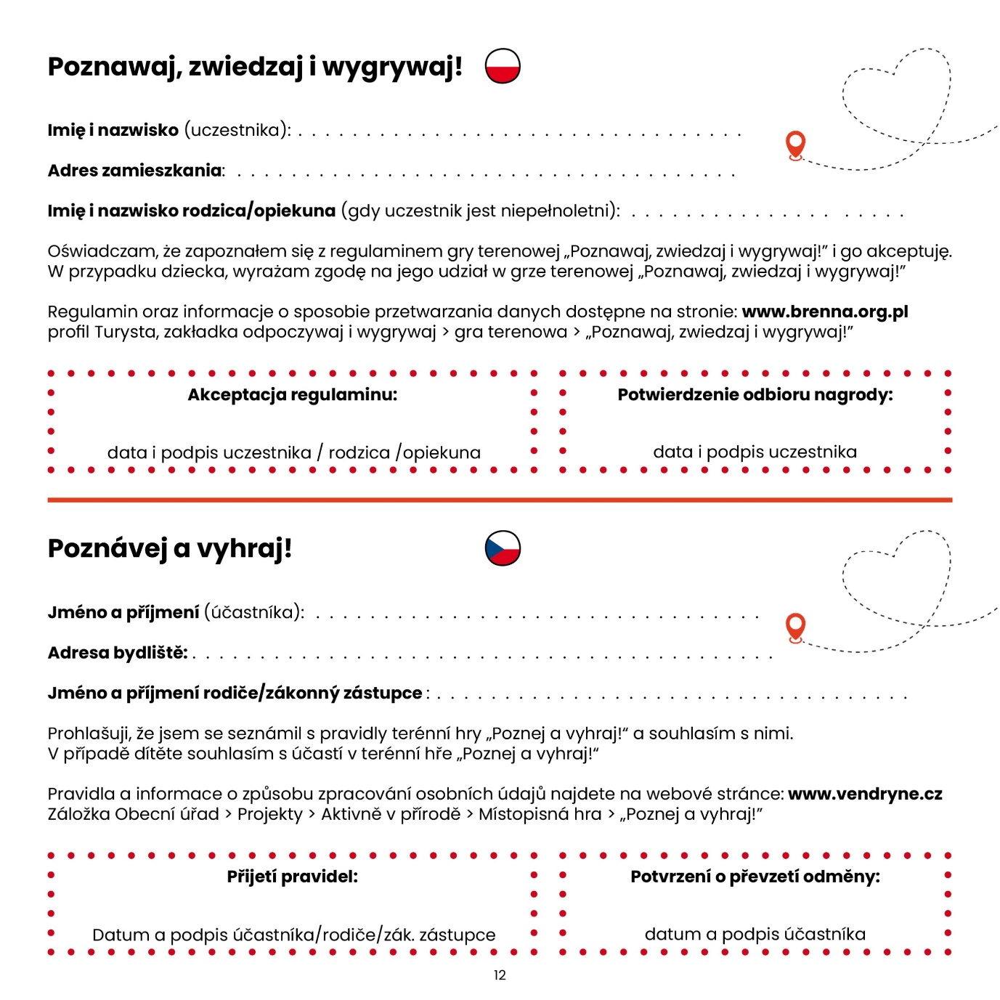 Poznawaj, zwiedzaj i wygrywaj!
Imię i nazwisko (uczestnika): . . . . . . . . . . . . . . . . . . . . . . . . . . . . . . . . .
Adres zamieszkania: . . . . . . . . . . . . . . . . . . . . . . . . . . . . . . . . . . . . .
Imię i nazwisko rodzica/opiekuna (gdy uczestnik jest niepełnoletni): . . . . . . . . . . . . . . . . . . . .
Oświadczam, że zapoznałem się z regulaminem gry terenowej „Poznawaj, zwiedzaj i wygrywaj!” i go akceptuję.
W przypadku dziecka, wyrażam zgodę na jego udział w grze terenowej „Poznawaj, zwiedzaj i wygrywaj!”
Regulamin oraz informacje o sposobie przetwarzania danych dostępne na stronie: www.brenna.org.pl
profil Turysta, zakładka odpoczywaj i wygrywaj > gra terenowa > „Poznawaj, zwiedzaj i wygrywaj!”
Akceptacja regulaminu:
data i podpis uczestnika / rodzica /opiekuna
Potwierdzenie odbioru nagrody:
data i podpis uczestnika
Poznávej a vyhraj!
Jméno a příjmení (účastníka): . . . . . . . . . . . . . . . . . . . . . . . . . . . . . . . . .
Adresa bydliště: . . . . . . . . . . . . . . . . . . . . . . . . . . . . . . . . . . . . . . . . . .
Jméno a příjmení rodiče/zákonný zástupce : . . . . . . . . . . . . . . . . . . . . . . . . . . . . . . . . . . .
Prohlašuji, že jsem se seznámil s pravidly terénní hry „Poznej a vyhraj!“ a souhlasím s nimi.
V případě dítěte souhlasím s účastí v terénní hře „Poznej a vyhraj!“
Pravidla a informace o způsobu zpracování osobních údajů najdete na webové stránce: www.vendryne.cz
Záložka Obecní úřad > Projekty > Aktivně v přírodě > Místopisná hra > „Poznej a vyhraj!”
Přijetí pravidel:
Datum a podpis účastníka/rodiče/zák. zástupce
Potvrzení o převzetí odměny:
datum a podpis účastníka
12